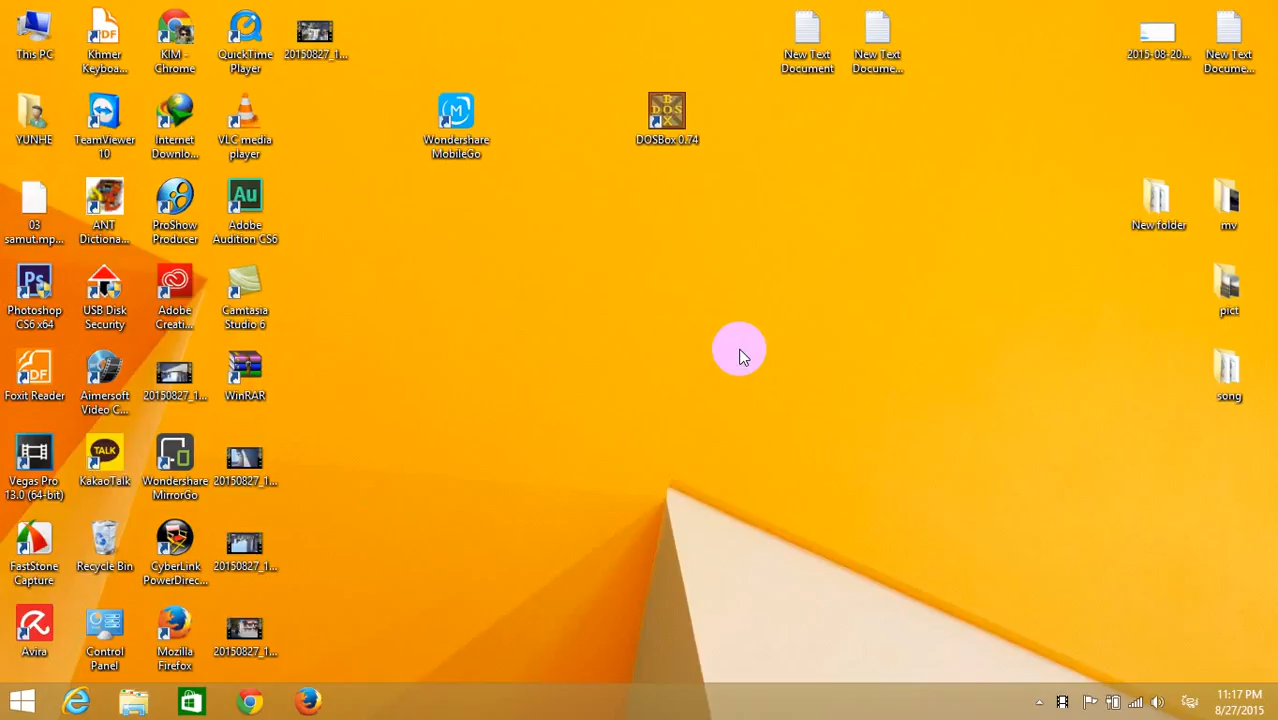 This PC
Khmer
Keyboa...
KIM -
Chrome
QuickTime
Player
20150827_1...
New Text
Document
New Text
Docume...
2015-08-20...
New Text
Docume...
YUNHE
TeamViewer
10
Internet
Downlo...
VLC media
player
Wondershare
MobileGo
DOSBox 0.74
03
samut.mp...
ANT
Dictiona...
ProShow
Producer
Adobe
Audition CS6
New folder
mv
Photoshop
CS6 x64
USB Disk
Security
Adobe
Creati...
Camtasia
Studio 6
pict
Foxit Reader
Aimersoft
Video C...
20150827_1...
WinRAR
song
Vegas Pro
13.0 (64-bit)
KakaoTalk
Wondershare
MirrorGo
20150827_1...
FastStone
Capture
Recycle Bin
CyberLink
PowerDirec...
20150827_1...
Avira
Control
Panel
Mozilla
Firefox
20150827_1...
11:17 PM
8/27/2015